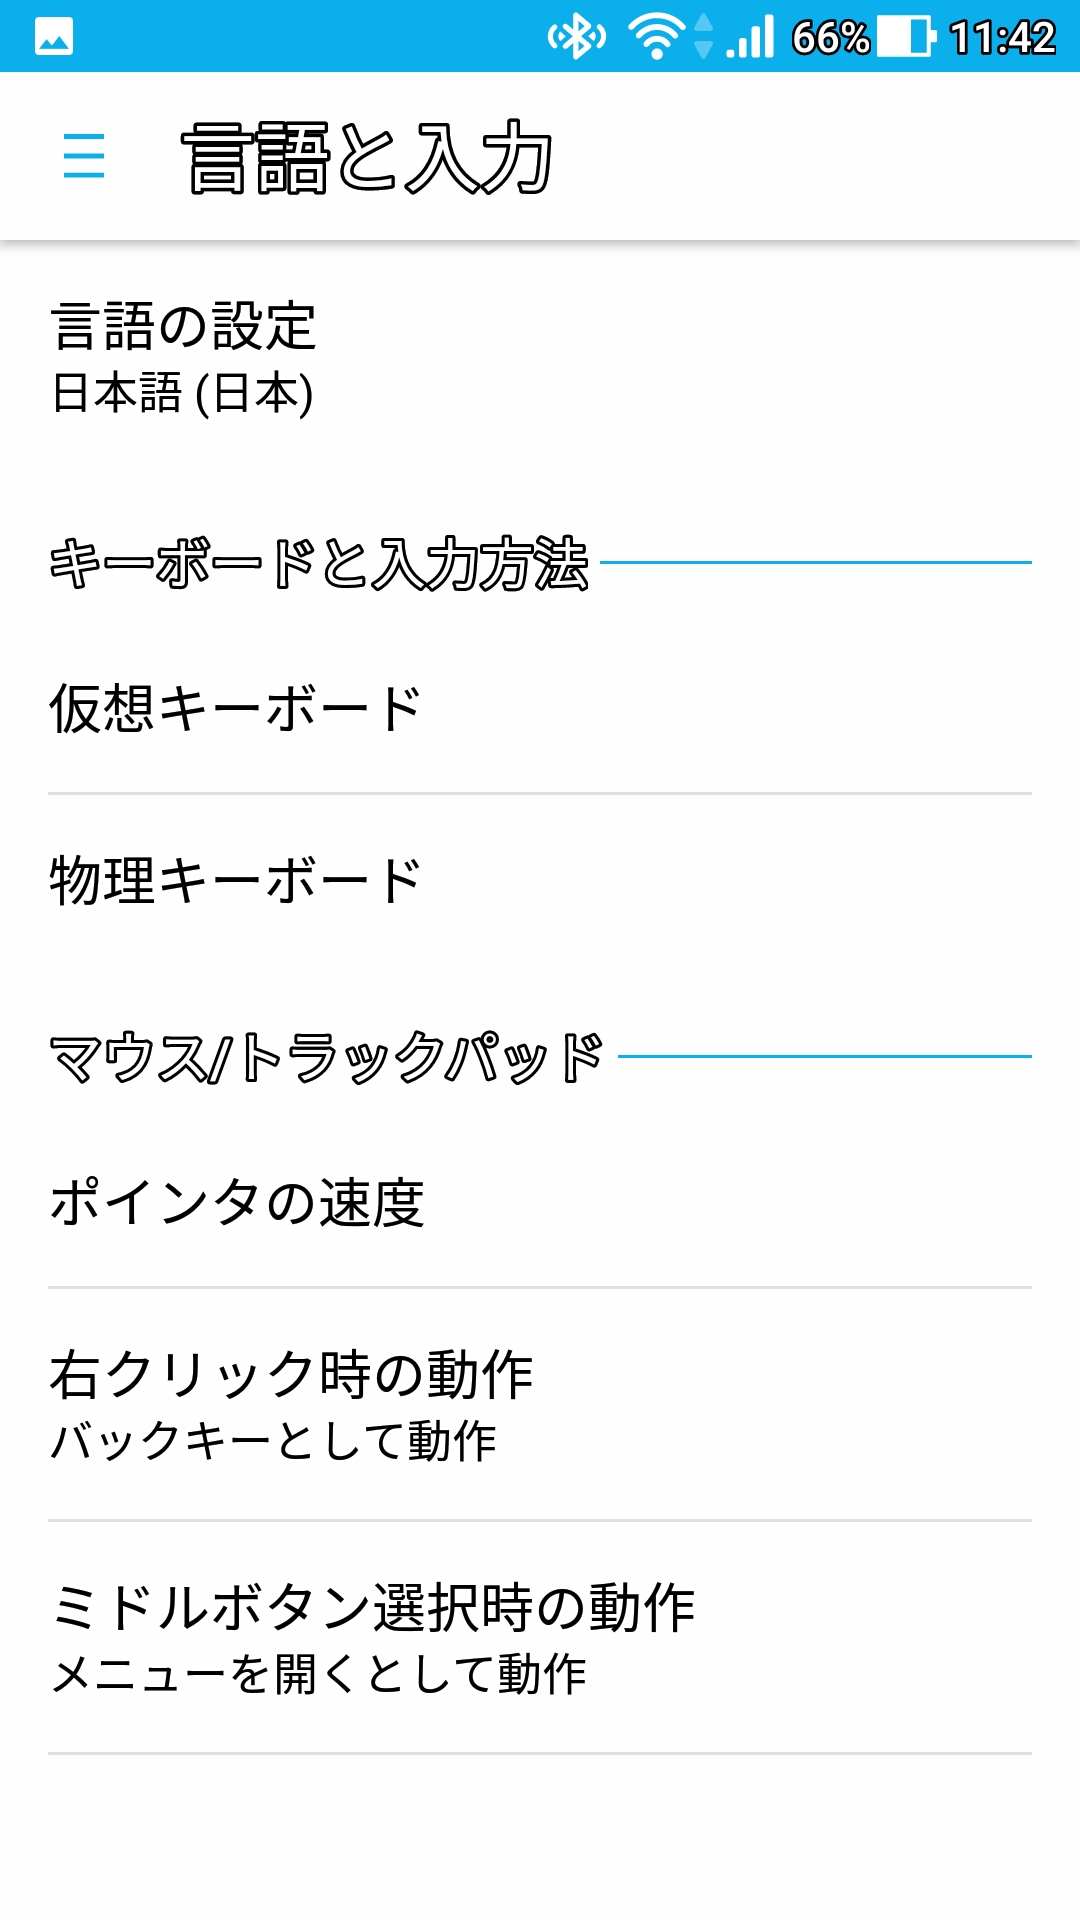 66% 11:42
言語と入力
言語の設定
日本語 (日本)
キーボードと入力方法
仮想キーボード
物理キーボード
マウス/トラックパッド
ポインタの速度
右クリック時の動作
バックキーとして動作
ミドルボタン選択時の動作
メニューを開くとして動作